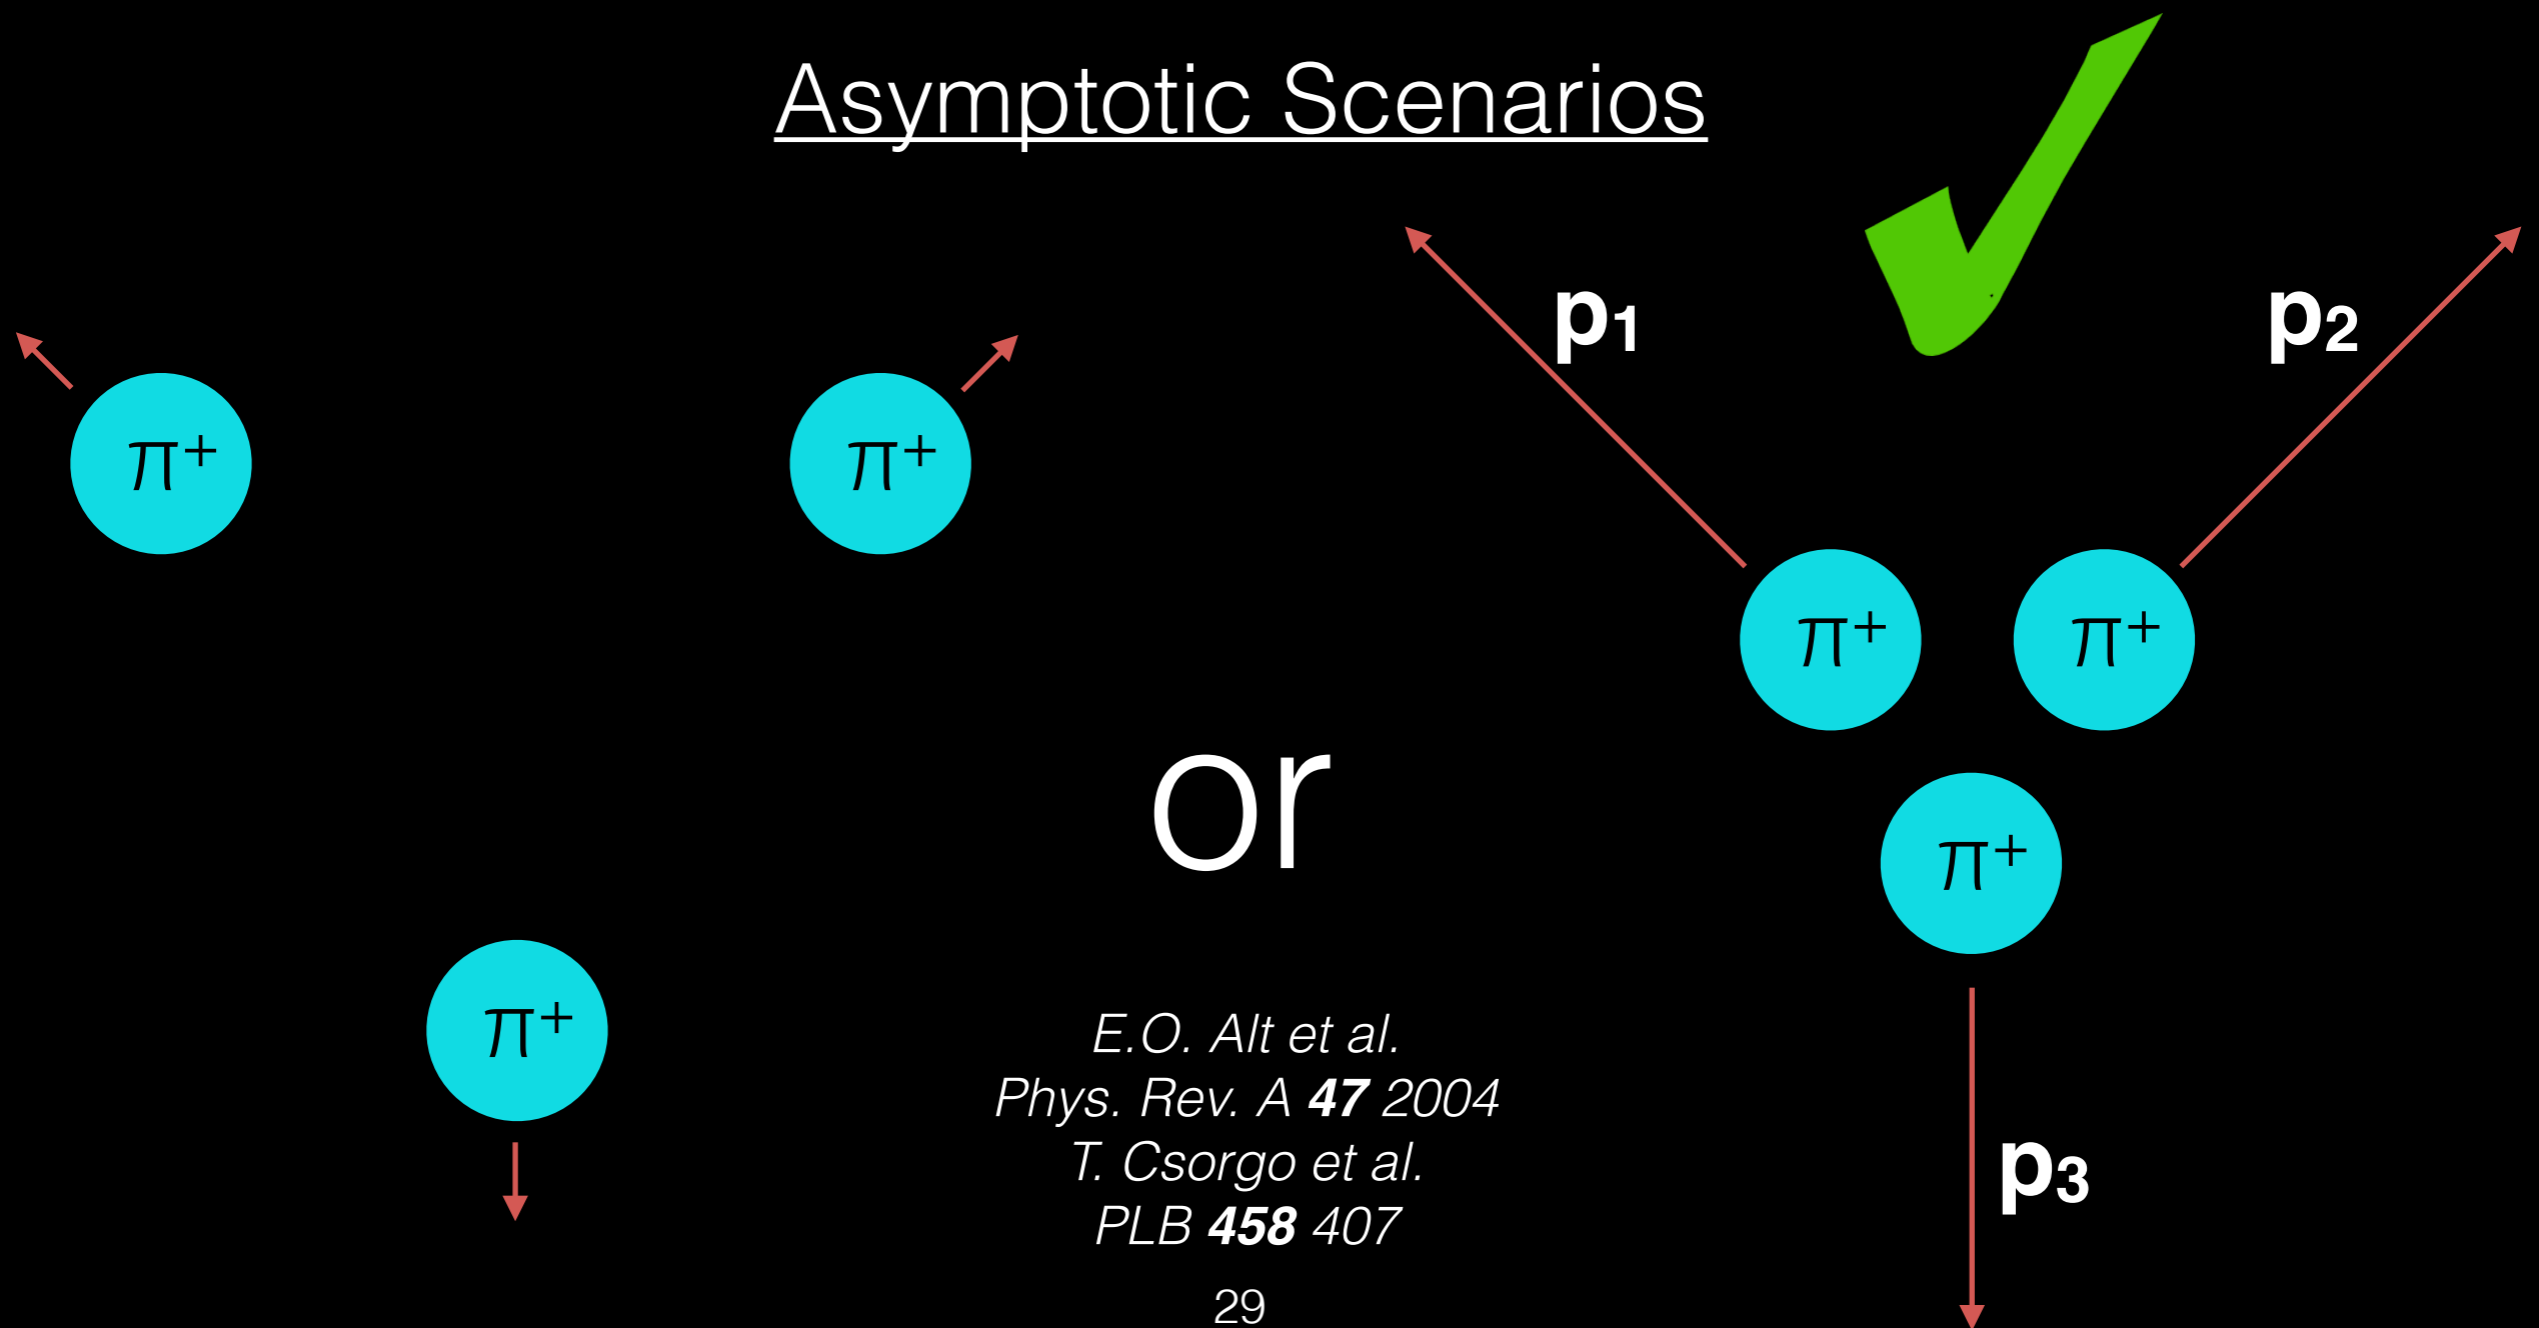 Asymptotic Scenarios
p₁
p₂
π⁺
π⁺
π⁺
π⁺
or
π⁺
π⁺
E.O. Alt et al.
Phys. Rev. A 47 2004
T. Csorgo et al.
PLB 458 407
p₃
29